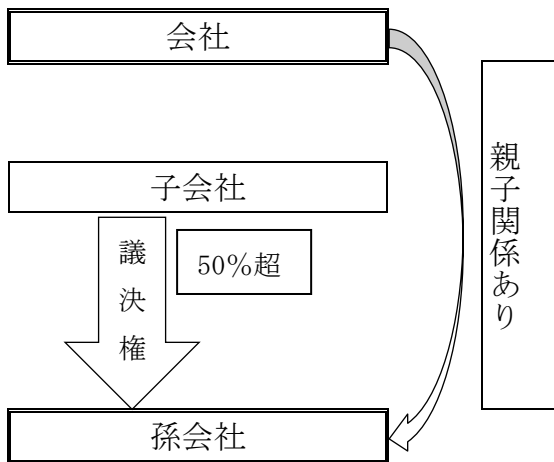 会社
子会社
議決権
50%超
親子関係あり
孫会社